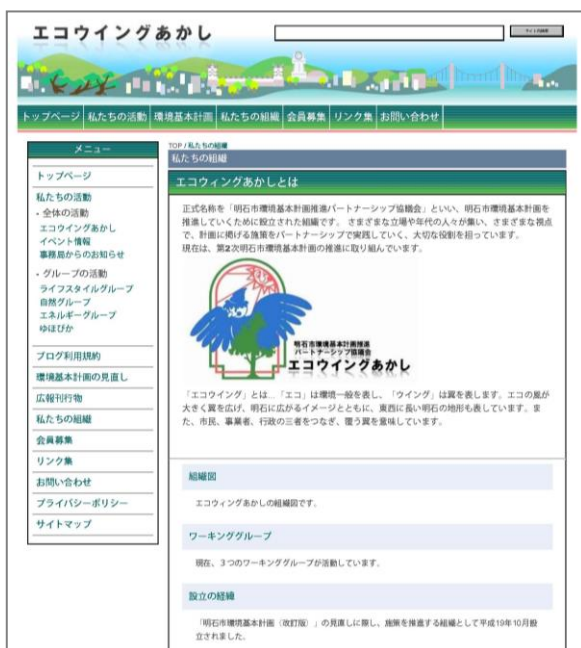 エコウイングあかし
サイト内検索
トップページ 私たちの活動 環境基本計画 私たちの組織 会員募集 リンク集 お問い合わせ
メニュー
トップページ
私たちの活動
・全体の活動
エコウイングあかし
イベント情報
事務局からのお知らせ
・グループの活動
ライフスタイルグループ
自然グループ
エネルギーグループ
ゆほびか
ブログ利用規約
環境基本計画の見直し
広報刊行物
私たちの組織
会員募集
リンク集
お問い合わせ
プライバシーポリシー
サイトマップ
TOP / 私たちの組織
私たちの組織
エコウィングあかしとは
正式名称を「明石市環境基本計画推進パートナーシップ協議会」といい、明石市環境基本計画を
推進していくために設立された組織です。 さまざまな立場や年代の人々が集い、さまざまな視点
で、計画に掲げる施策をパートナーシップで実践していく、大切な役割を担っています。
現在は、第2次明石市環境基本計画の推進に取り組んでいます。
明石市環境基本計画推進
パートナーシップ協議会
エコウイングあかし
「エコウイング」とは…「エコ」は環境一般を表し、「ウイング」は翼を表します。エコの風が
大きく翼を広げ、明石に広がるイメージとともに、東西に長い明石の地形も表しています。ま
た、市民、事業者、行政の三者をつなぎ、覆う翼を意味しています。
組織図
エコウィングあかしの組織図です。
ワーキンググループ
現在、３つのワーキンググループが活動しています。
設立の経緯
「明石市環境基本計画（改訂版）」の見直しに際し、施策を推進する組織として平成19年10月設
立されました。